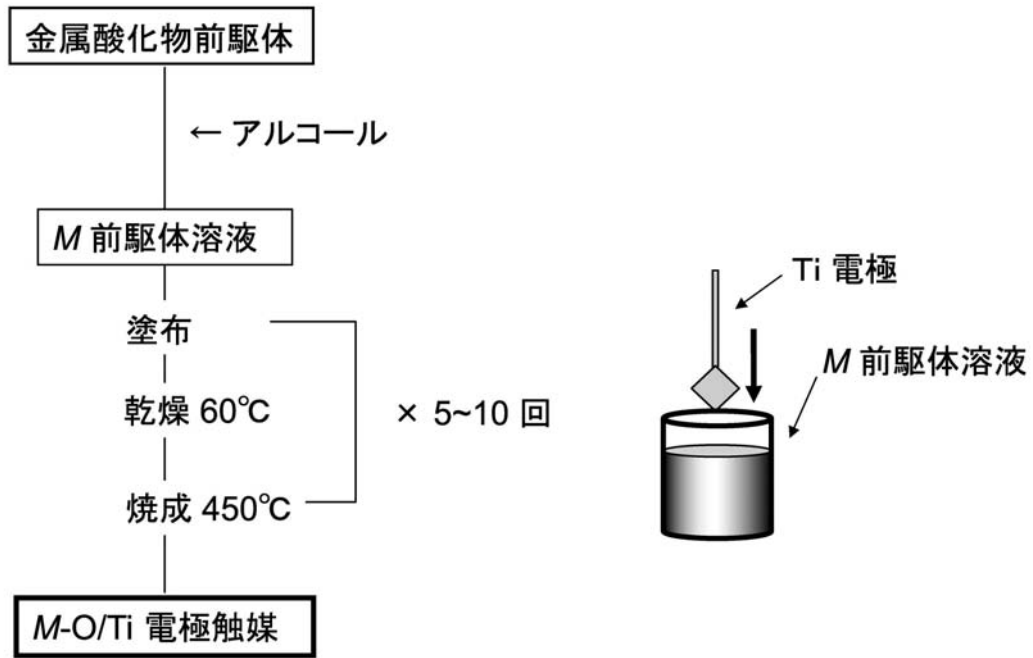 金属酸化物前駆体
← アルコール
M 前駆体溶液
塗布
乾燥 60℃
× 5~10 回
焼成 450℃
M-O/Ti 電極触媒
Ti 電極
M 前駆体溶液